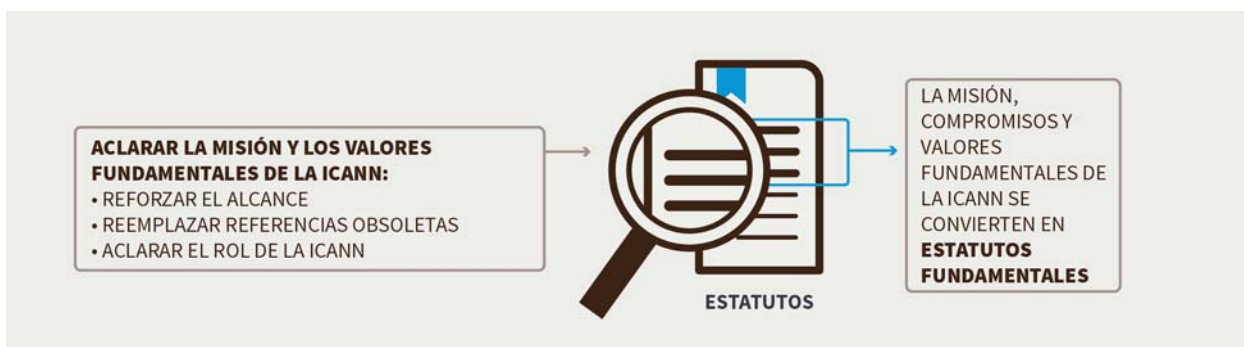 ACLARAR LA MISIÓN Y LOS VALORES
FUNDAMENTALES DE LA ICANN:
• REFORZAR EL ALCANCE
• REEMPLAZAR REFERENCIAS OBSOLETAS
• ACLARAR EL ROL DE LA ICANN
ESTATUTOS
LA MISIÓN,
COMPROMISOS Y
VALORES
FUNDAMENTALES DE
LA ICANN SE
CONVIERTEN EN
ESTATUTOS
FUNDAMENTALES